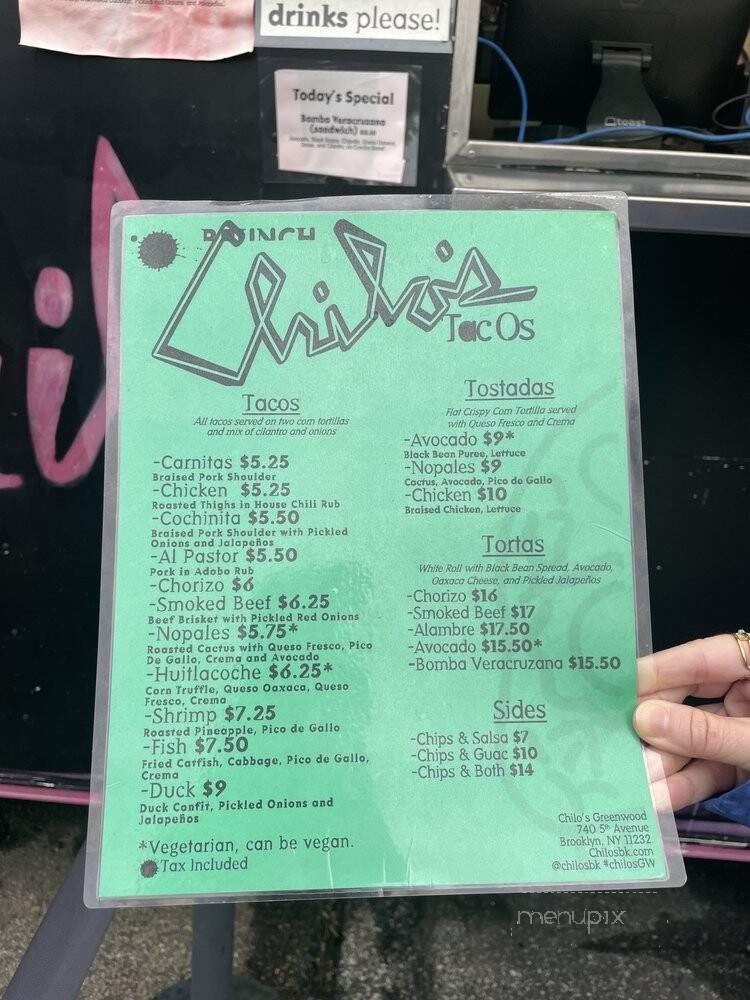 drinks please!
Today's Special
Bomba Veracruzana
(sandwich)
toast
Chilo's
Tacos
Tacos
All tacos served on two corn tortillas
and mix of cilantro and onions
-Carnitas $5.25
Braised Pork Shoulder
-Chicken $5.25
Roasted Thighs in House Chili Rub
-Cochinita $5.50
Braised Pork Shoulder with Pickled
Onions and Jalapeños
-Al Pastor $5.50
Pork in Adobo Rub
-Chorizo $6
-Smoked Beef $6.25
Beef Brisket with Pickled Red Onions
-Nopales $5.75*
Roasted Cactus with Queso Fresco, Pico
De Gallo, Crema and Avocado
-Huitlacoche $6.25*
Corn Truffle, Queso Oaxaca, Queso
Fresco, Crema
-Shrimp $7.25
Roasted Pineapple, Pico de Gallo
-Fish $7.50
Fried Catfish, Cabbage, Pico de Gallo,
Crema
-Duck $9
Duck Confit, Pickled Onions and
Jalapeños
*Vegetarian, can be vegan.
Tax Included
Tostadas
Flat Crispy Corn Tortilla served
with Queso Fresco and Crema
-Avocado $9*
Black Bean Puree, Lettuce
-Nopales $9
Cactus, Avocado, Pico de Gallo
-Chicken $10
Braised Chicken, Lettuce
Tortas
White Roll with Black Bean Spread, Avocado,
Oaxaca Cheese, and Pickled Jalapeños
-Chorizo $16
-Smoked Beef $17
-Alambre $17.50
-Avocado $15.50*
-Bomba Veracruzana $15.50
Sides
-Chips & Salsa $7
-Chips & Guac $10
-Chips & Both $14
Chilo's Greenwood
740 5th Avenue
Brooklyn, NY 11232
Chilosbk.com
@chilosbk #chilosGW
menupix